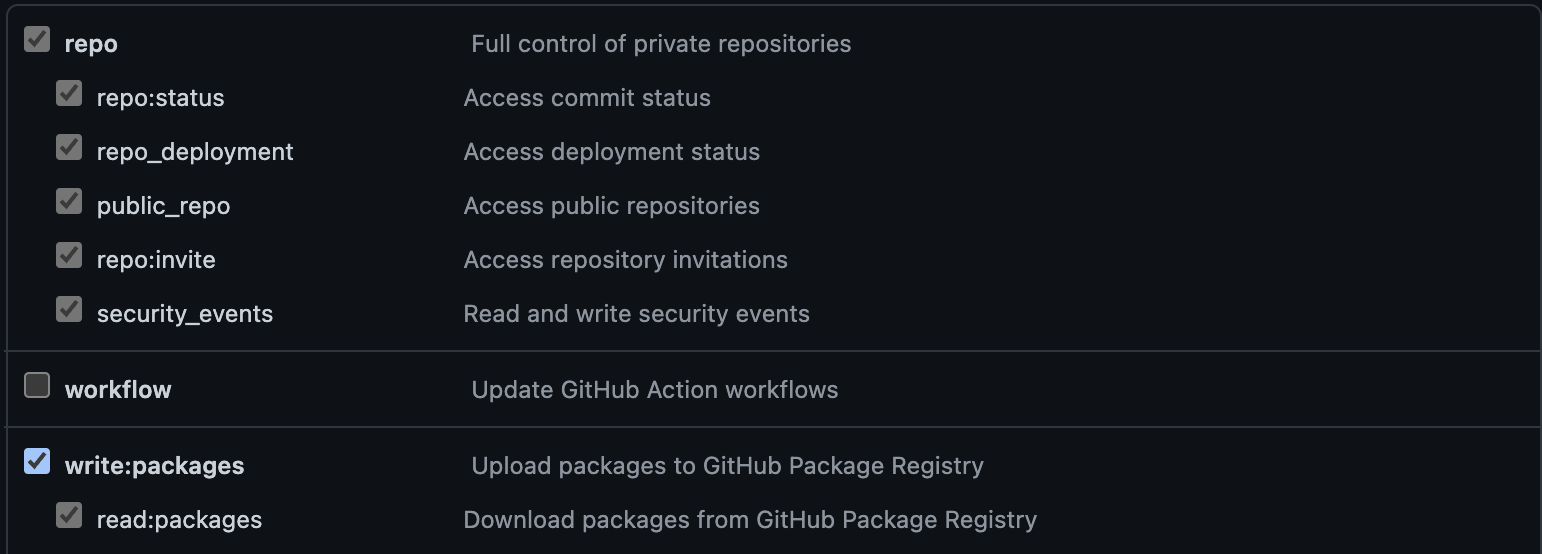 repo Full control of private repositories
repo:status Access commit status
repo_deployment Access deployment status
public_repo Access public repositories
repo:invite Access repository invitations
security_events Read and write security events
workflow Update GitHub Action workflows
write:packages Upload packages to GitHub Package Registry
read:packages Download packages from GitHub Package Registry